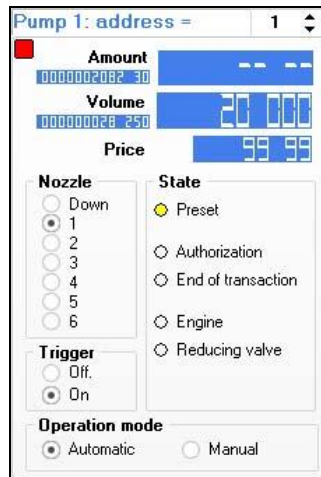 Pump 1: address = 1
Amount
-- --
0000002082 30
Volume
20 000
000000028 250
Price
99 99
Nozzle
Down
1
2
3
4
5
6
State
Preset
Authorization
End of transaction
Engine
Reducing valve
Trigger
Off.
On
Operation mode
Automatic
Manual